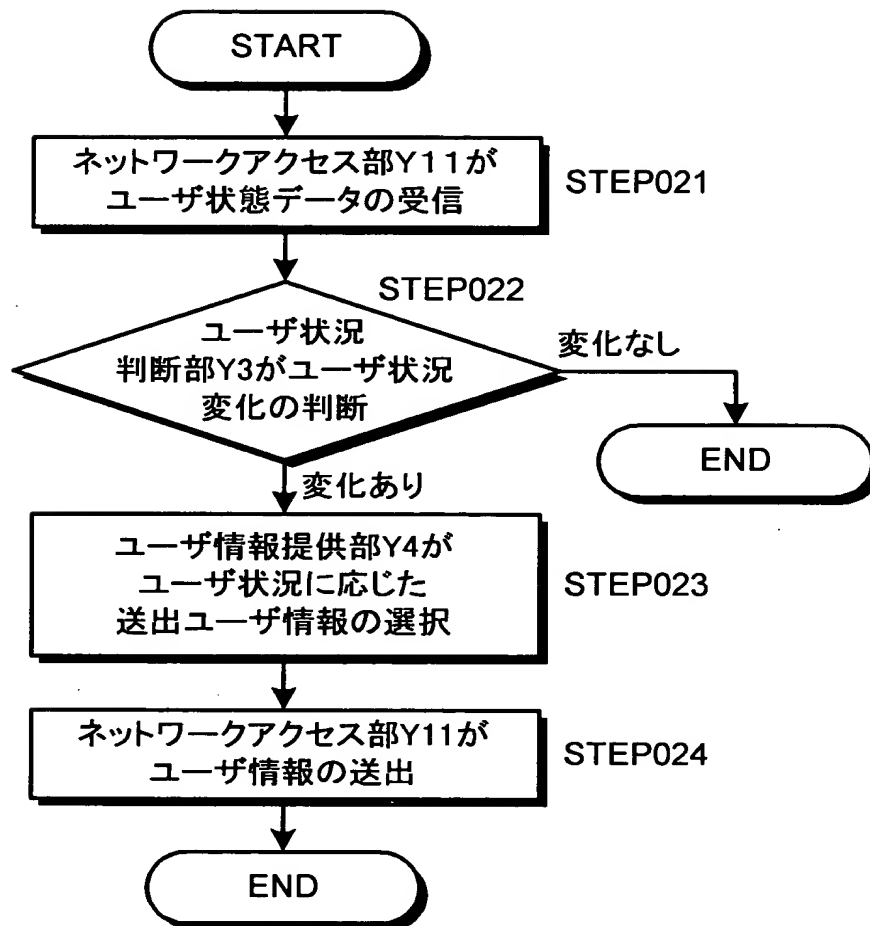 START
ネットワークアクセス部Y11が
ユーザ状態データの受信
STEP021
STEP022
ユーザ状況
判断部Y3がユーザ状況
変化の判断
変化なし
END
変化あり
ユーザ情報提供部Y4が
ユーザ状況に応じた
送出ユーザ情報の選択
STEP023
ネットワークアクセス部Y11が
ユーザ情報の送出
STEP024
END